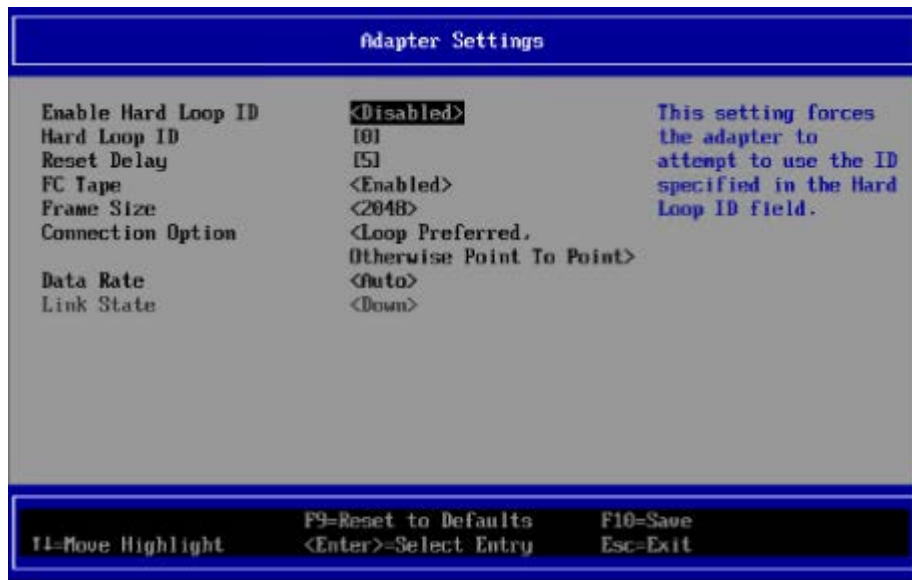 Adapter Settings
Enable Hard Loop ID <Disabled>
Hard Loop ID [0]
Reset Delay [5]
FC Tape <Enabled>
Frame Size <2048>
Connection Option <Loop Preferred,
Otherwise Point To Point>
Data Rate <Auto>
Link State <Down>
This setting forces
the adapter to
attempt to use the ID
specified in the Hard
Loop ID field.
F9=Reset to Defaults F10=Save
↑↓=Move Highlight <Enter>=Select Entry Esc=Exit